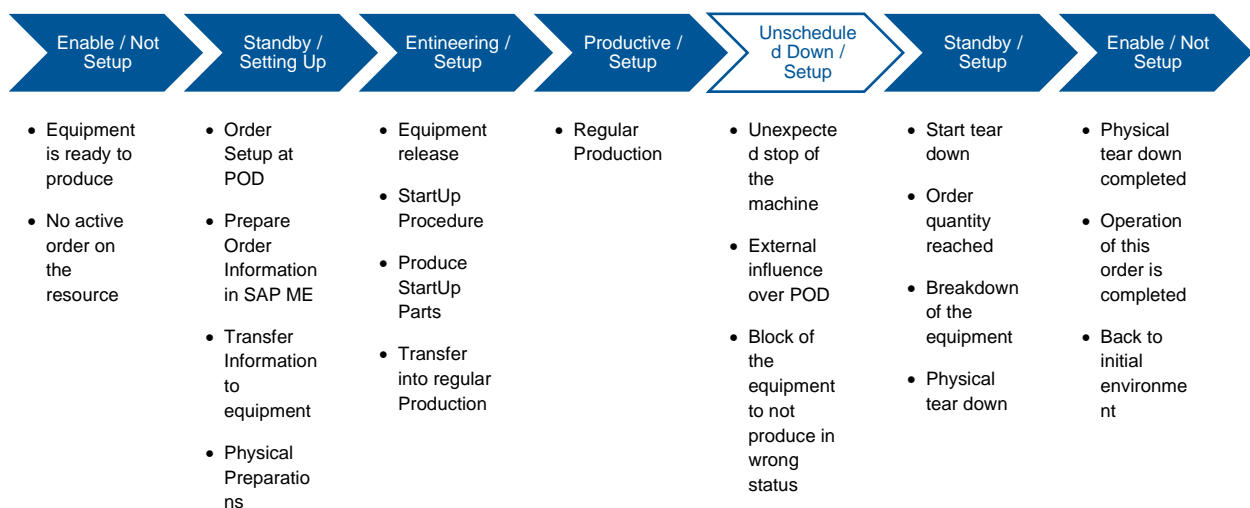 Enable / Not
Setup
Standby /
Setting Up
Entineering /
Setup
Productive /
Setup
Unschedule
d Down /
Setup
Standby /
Setup
Enable / Not
Setup
• Equipment
is ready to
produce
• No active
order on
the
resource
• Order
Setup at
POD
• Prepare
Order
Information
in SAP ME
• Transfer
Information
to
equipment
• Physical
Preparatio
ns
• Equipment
release
• StartUp
Procedure
• Produce
StartUp
Parts
• Transfer
into regular
Production
• Regular
Production
• Unexpecte
d stop of
the
machine
• External
influence
over POD
• Block of
the
equipment
to not
produce in
wrong
status
• Start tear
down
• Order
quantity
reached
• Breakdown
of the
equipment
• Physical
tear down
• Physical
tear down
completed
• Operation
of this
order is
completed
• Back to
initial
environme
nt